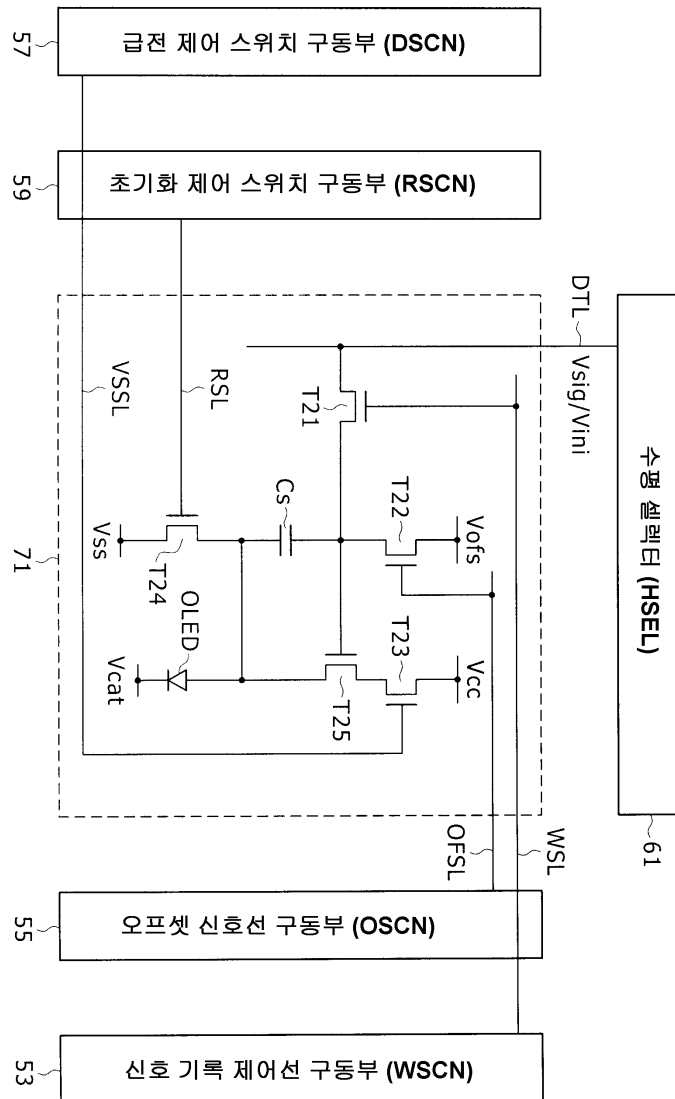 급전 제어 스위치 구동부 (DSCN)
57
초기화 제어 스위치 구동부 (RSCN)
59
DTL
Vsig/Vini
수평 셀렉터 (HSEL)
61
VSSL
RSL
T21
Cs
T22
Vofs
Vss
T24
OLED
T23
Vcc
Vcat
T25
71
OFSL
WSL
오프셋 신호선 구동부 (OSCN)
55
신호 기록 제어선 구동부 (WSCN)
53